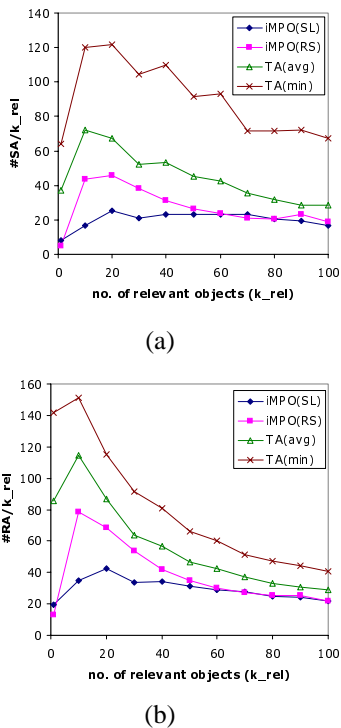 140
120
100
80
60
40
20
0
#SA/k_rel
iMPO(SL)
iMPO(RS)
TA(avg)
TA(min)
0 20 40 60 80 100
no. of relevant objects (k_rel)
(a)
160
140
120
100
80
60
40
20
0
#RA/k_rel
iMPO(SL)
iMPO(RS)
TA(avg)
TA(min)
0 20 40 60 80 100
no. of relevant objects (k_rel)
(b)